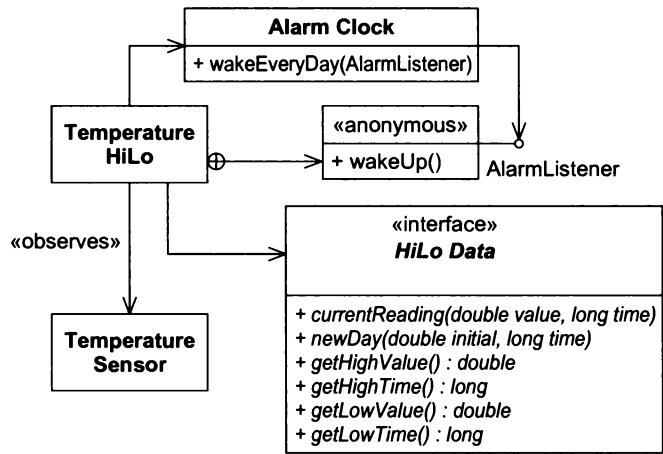 Alarm Clock
+ wakeEveryDay(AlarmListener)
Temperature
HiLo
«anonymous»
+ wakeUp()
AlarmListener
«observes»
«interface»
HiLo Data
+ currentReading(double value, long time)
+ newDay(double initial, long time)
+ getHighValue() : double
+ getHighTime() : long
+ getLowValue() : double
+ getLowTime() : long
Temperature
Sensor